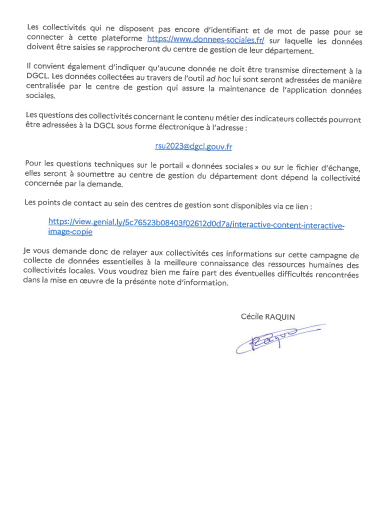 Les collectivités qui ne disposent pas encore d'identifiant et de mot de passe pour se
connecter à cette plateforme https://www.donnees-sociales.fr/ sur laquelle les données
doivent être saisies se rapprocheront du centre de gestion de leur département.
Il convient également d'indiquer qu'aucune donnée ne doit être transmise directement à la
DGCL. Les données collectées au travers de l'outil ad hoc lui sont seront adressées de manière
centralisée par le centre de gestion qui assure la maintenance de l'application données
sociales.
Les questions des collectivités concernant le contenu métier des indicateurs collectés pourront
être adressées à la DGCL sous forme électronique à l'adresse :
rsu2023@dgcl.gouv.fr
Pour les questions techniques sur le portail « données sociales » ou sur le fichier d'échange,
elles seront à soumettre au centre de gestion du département dont dépend la collectivité
concernée par la demande.
Les points de contact au sein des centres de gestion sont disponibles via ce lien :
https://view.genial.ly/5c76523b08403f02612d0d7a/interactive-content-interactive-
image-copie
Je vous demande donc de relayer aux collectivités ces informations sur cette campagne de
collecte de données essentielles à la meilleure connaissance des ressources humaines des
collectivités locales. Vous voudrez bien me faire part des éventuelles difficultés rencontrées
dans la mise en œuvre de la présente note d'information.
Cécile RAQUIN